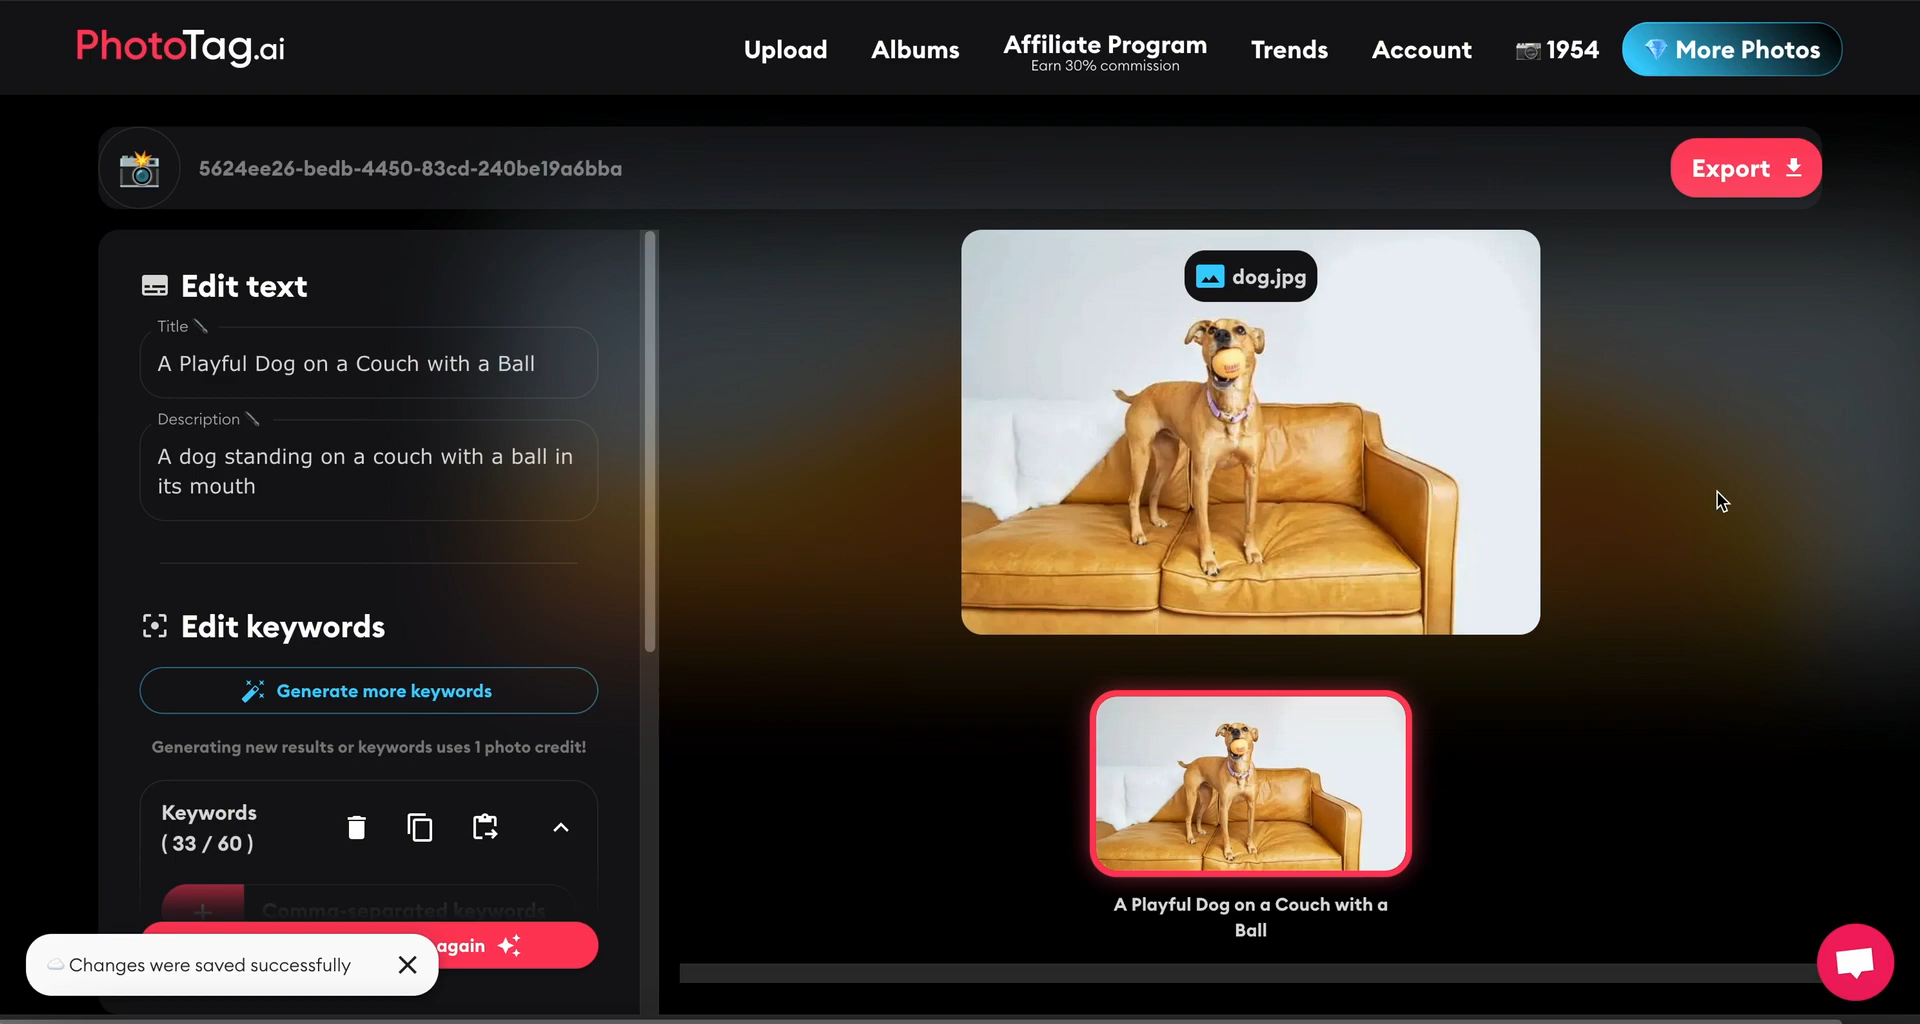 PhotoTag.ai
Upload
Albums
Affiliate Program
Earn 30% commission
Trends
Account
1954
More Photos
5624ee26-bedb-4450-83cd-240be19a6bba
Export
Edit text
Title
A Playful Dog on a Couch with a Ball
Description
A dog standing on a couch with a ball in
its mouth
Edit keywords
Generate more keywords
Generating new results or keywords uses 1 photo credit!
Keywords
( 33 / 60 )
Comma-separated keywords
again
Changes were saved successfully
dog.jpg
A Playful Dog on a Couch with a
Ball